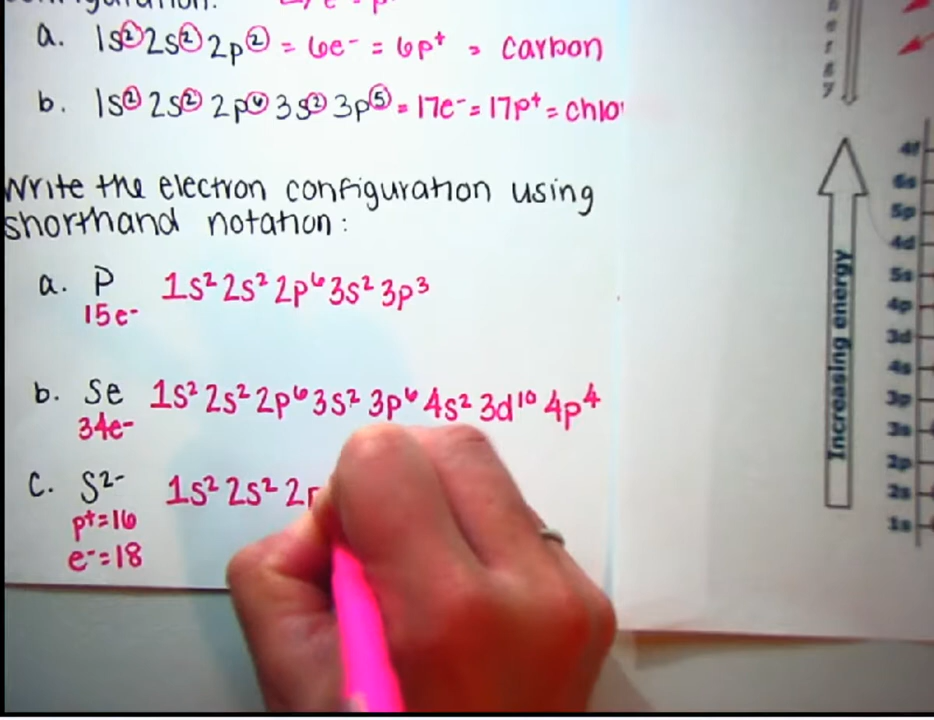 a. 1s² 2s² 2p² = 6e⁻ = 6p⁺ = carbon
b. 1s² 2s² 2p⁶ 3s² 3p⁵ = 17e⁻ = 17p⁺ = chlo
Write the electron configuration using
shorthand notation:
a. P 1s² 2s² 2p⁶ 3s² 3p³
15e⁻
b. Se 1s² 2s² 2p⁶ 3s² 3p⁶ 4s² 3d¹⁰ 4p⁴
34e⁻
c. S²⁻ 1s² 2s² 2p
p⁺=16
e⁻=18
Increasing energy
4f
6s
5p
4d
5s
4p
3d
4s
3p
3s
2p
2s
1s